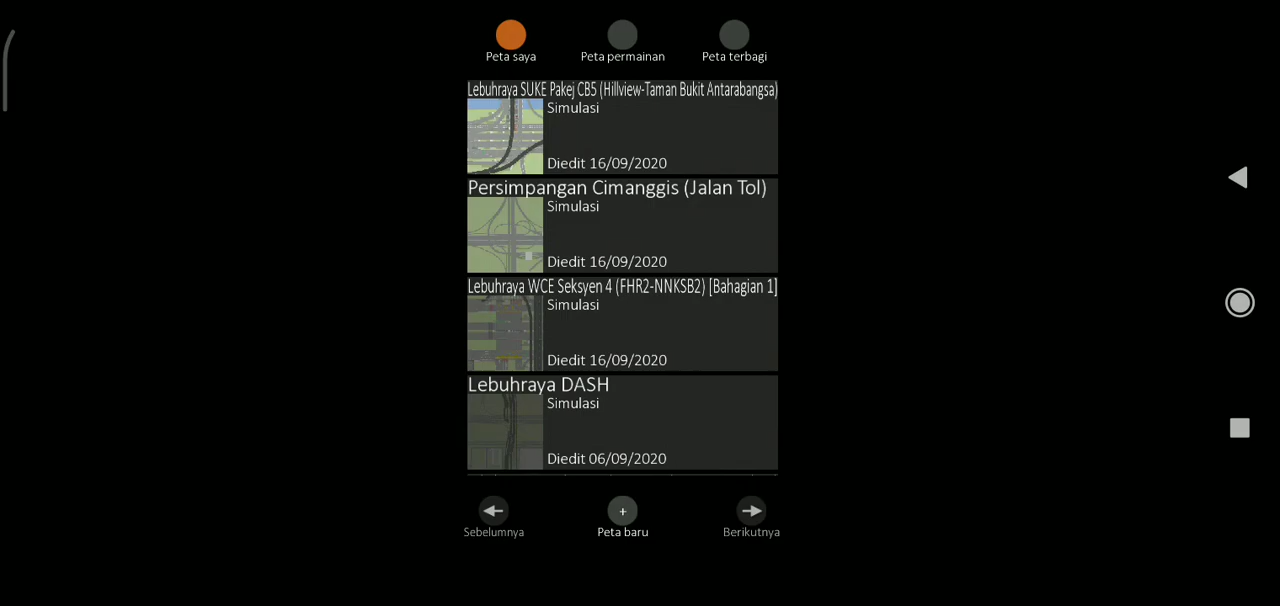 Peta saya
Peta permainan
Peta terbagi
Lebuhraya SUKE Pakej CB5 (Hillview-Taman Bukit Antarabangsa)
Simulasi
Diedit 16/09/2020
Persimpangan Cimanggis (Jalan Tol)
Simulasi
Diedit 16/09/2020
Lebuhraya WCE Seksyen 4 (FHR2-NNKSB2) [Bahagian 1]
Simulasi
Diedit 16/09/2020
Lebuhraya DASH
Simulasi
Diedit 06/09/2020
Sebelumnya
+
Peta baru
Berikutnya